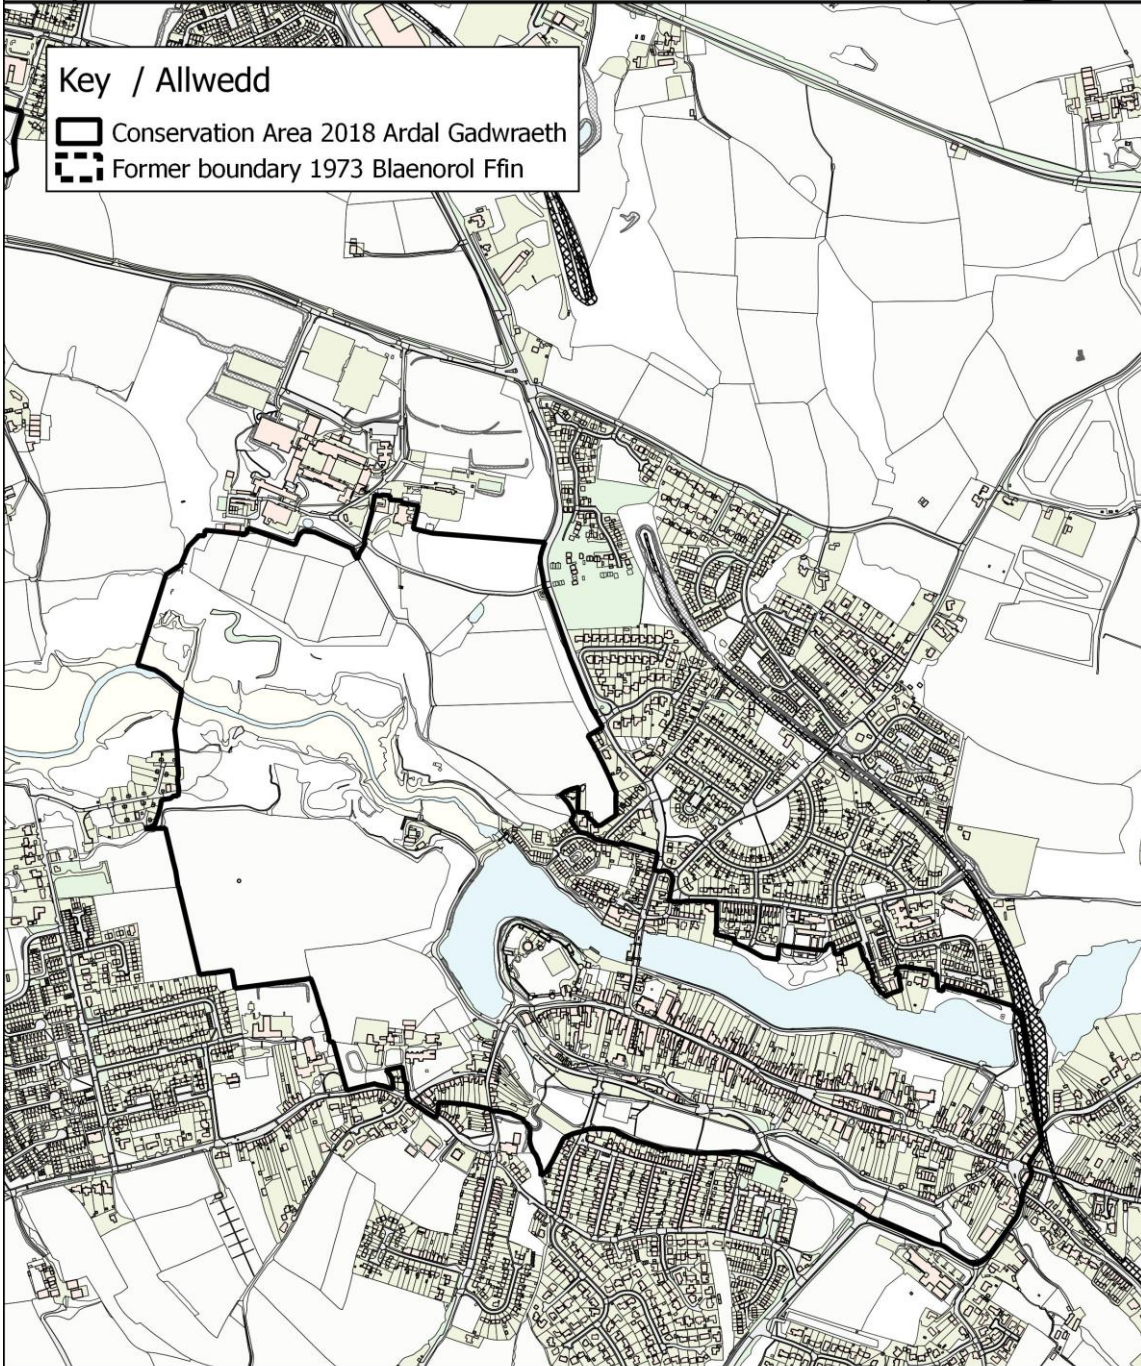 Key / Allwedd
Conservation Area 2018 Ardal Gadwraeth
Former boundary 1973 Blaenorol Ffin